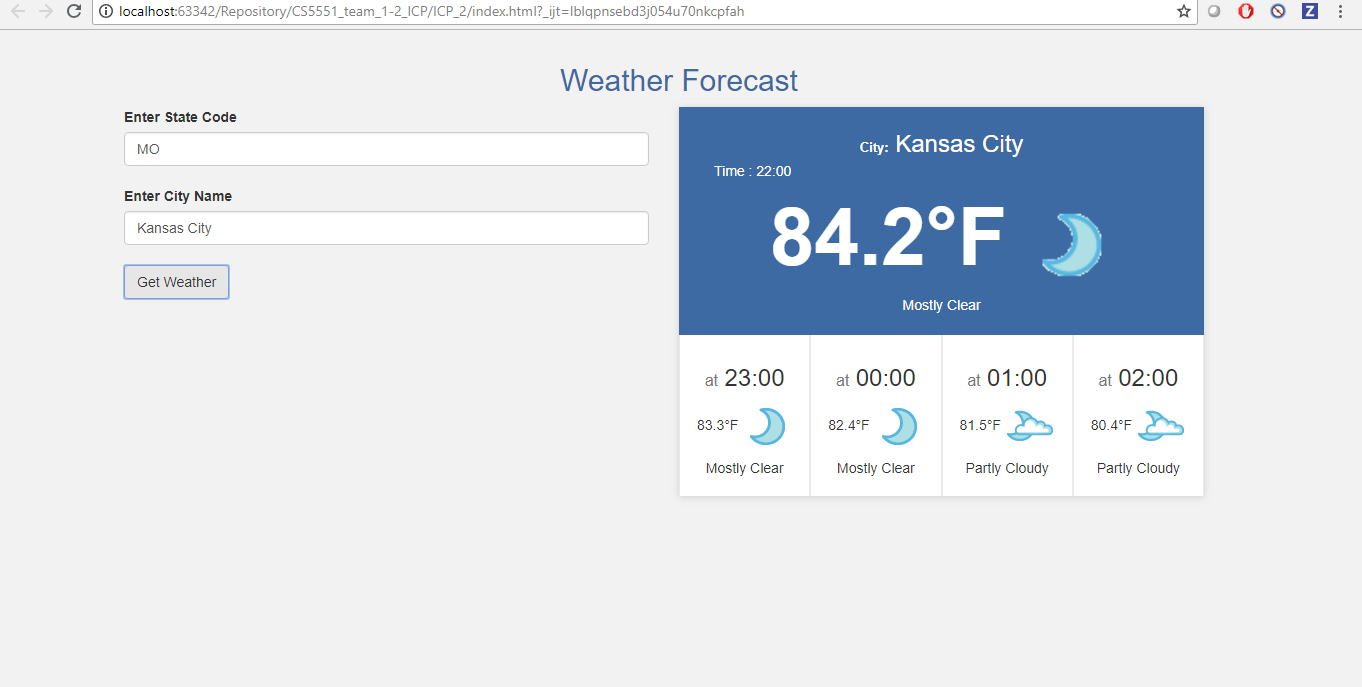 localhost:63342/Repository/CS5551_team_1-2_ICP/ICP_2/index.html?_ijt=lblqpnsebd3j054u70nkcpfah
Z
Weather Forecast
Enter State Code
MO
Enter City Name
Kansas City
Get Weather
City: Kansas City
Time : 22:00
84.2°F
Mostly Clear
at 23:00
83.3°F
Mostly Clear
at 00:00
82.4°F
Mostly Clear
at 01:00
81.5°F
Partly Cloudy
at 02:00
80.4°F
Partly Cloudy